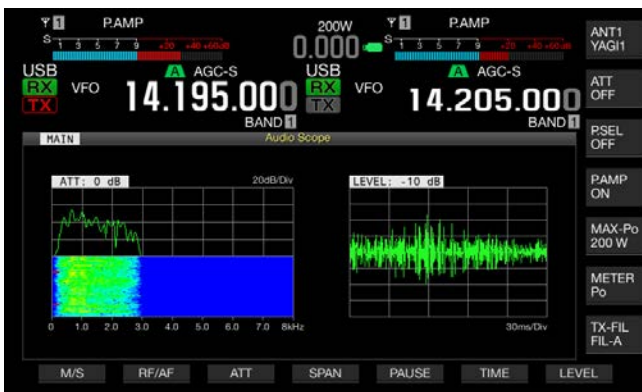 1 P.AMP 200W 1 P.AMP
S 1 3 5 7 9 +20 +40 +60dB 0.000 S 1 3 5 7 9 +20 +40 +60dB
ANT1
YAGI1
USB A AGC-S USB A AGC-S
RX VFO 14.195.000 RX VFO 14.205.000
TX TX
BAND 1 BAND 1
ATT
OFF
MAIN Audio Scope
P.SEL
OFF
ATT: 0 dB 20dB/Div LEVEL: -10 dB
P.AMP
ON
MAX-Po
200 W
METER
Po
0 1.0 2.0 3.0 4.0 5.0 6.0 7.0 8kHz 30ms/Div
TX-FIL
FIL-A
M/S RF/AF ATT SPAN PAUSE TIME LEVEL